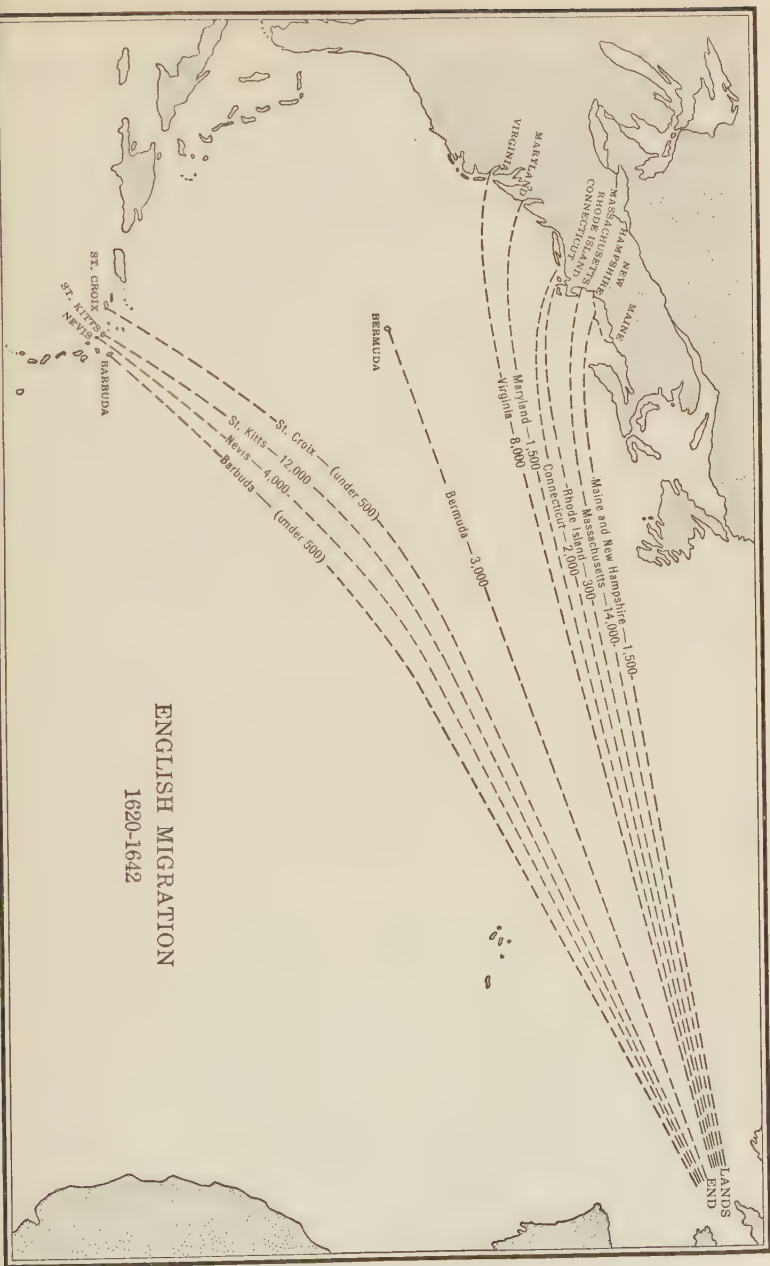 ENGLISH MIGRATION
1620-1642
MAINE
NEW
HAMPSHIRE
MASSACHUSETTS
RHODE ISLAND
CONNECTICUT
MARYLAND
VIRGINIA
Maine and New Hampshire — 1,500
Massachusetts — 14,000
Rhode Island — 300
Connecticut — 2,000
Maryland — 1,500
Virginia — 8,000
BERMUDA
Bermuda — 3,000
St. Croix — (under 500)
St. Kitts — 12,000
Nevis — 4,000
Barbuda — (under 500)
ST. CROIX
ST. KITTS
NEVIS
BARBUDA
LANDS
END